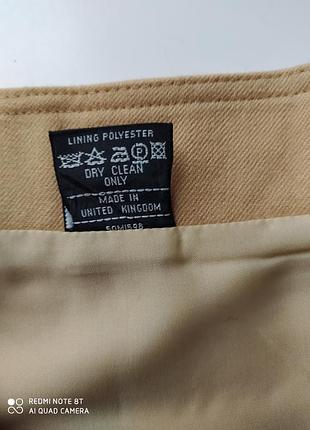 LINING POLYESTER
P
DRY CLEAN
ONLY
MADE IN
UNITED KINGDOM
REDMI NOTE 8T
AI QUAD CAMERA